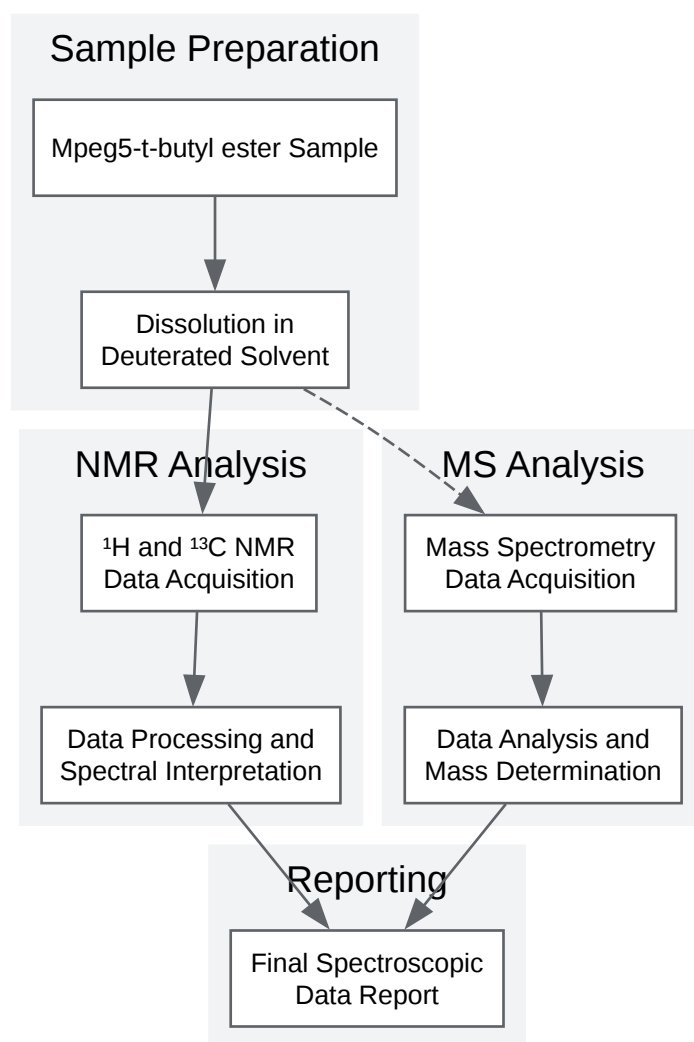 Sample Preparation
Mpeg5-t-butyl ester Sample
Dissolution in
Deuterated Solvent
NMR Analysis
¹H and ¹³C NMR
Data Acquisition
Data Processing and
Spectral Interpretation
MS Analysis
Mass Spectrometry
Data Acquisition
Data Analysis and
Mass Determination
Reporting
Final Spectroscopic
Data Report